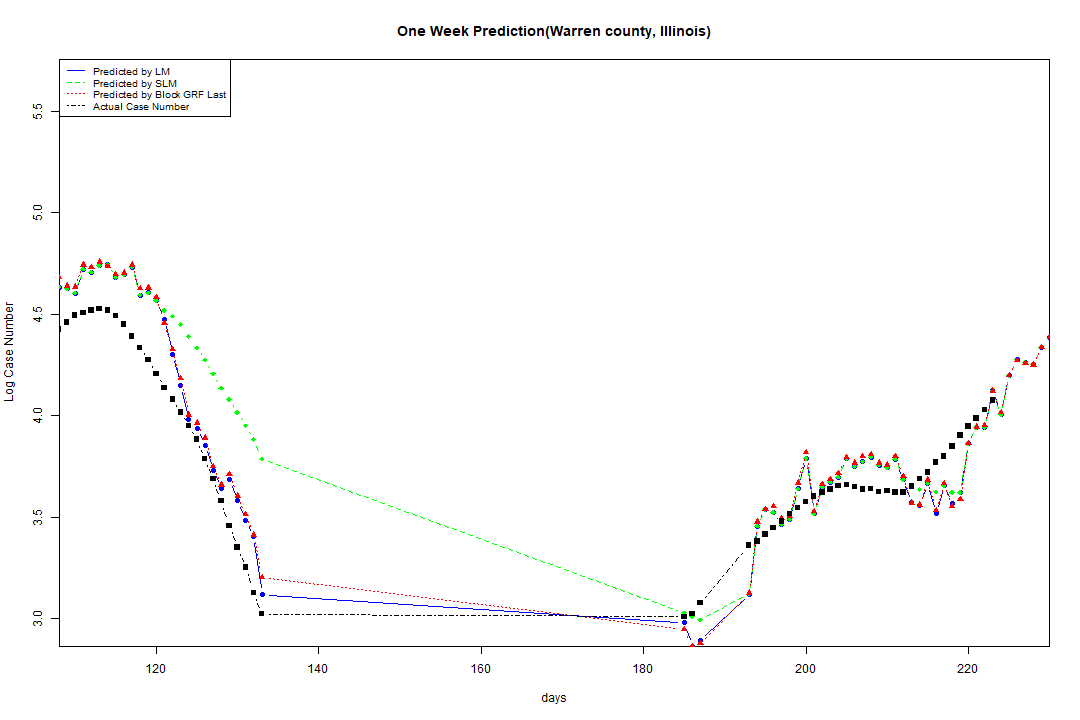 One Week Prediction(Warren county, Illinois)
Predicted by LM
Predicted by SLM
Predicted by Block GRF Last
Actual Case Number
5.5
5.0
4.5
4.0
3.5
3.0
Log Case Number
120 140 160 180 200 220
days